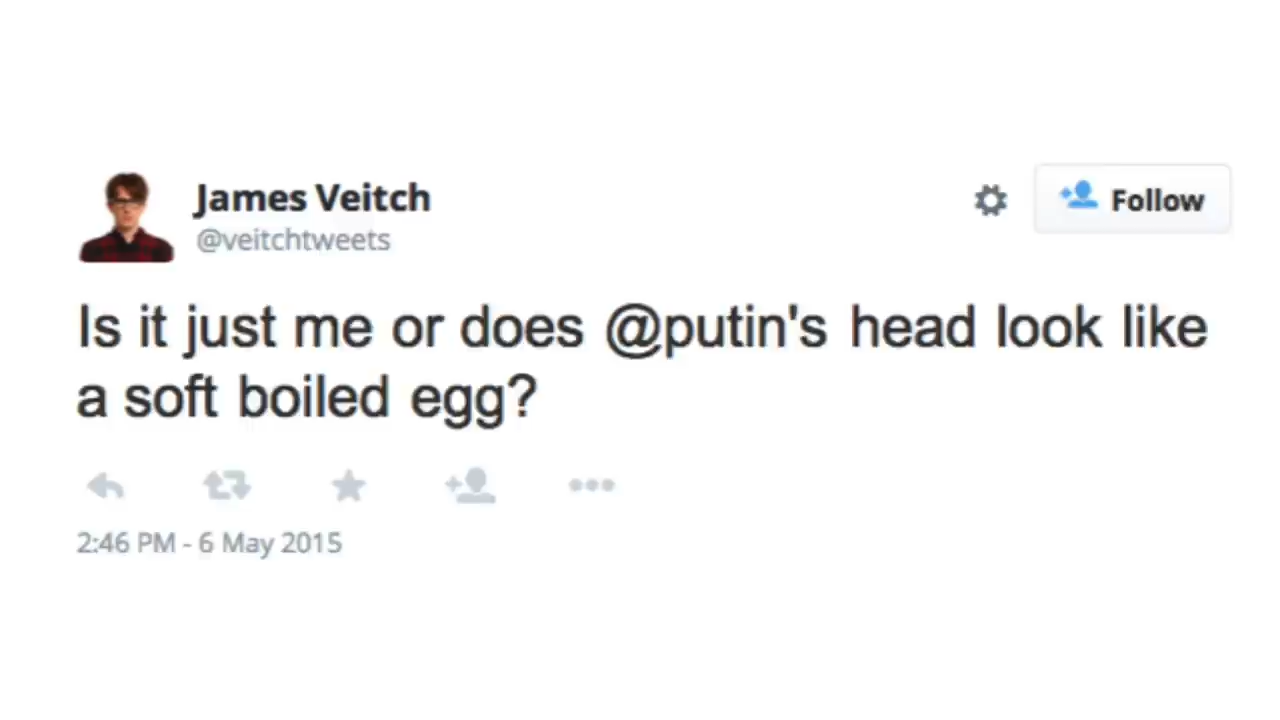 James Veitch
@veitchtweets
Follow
Is it just me or does @putin's head look like
a soft boiled egg?
2:46 PM - 6 May 2015